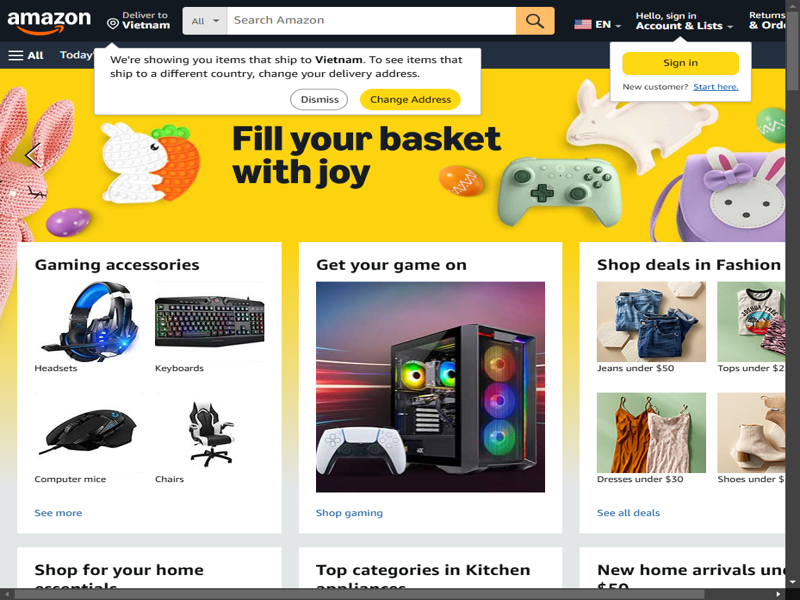 amazon
Deliver to
Vietnam
All
Search Amazon
EN
Hello, sign in
Account & Lists
Returns
All
We're showing you items that ship to Vietnam. To see items that
ship to a different country, change your delivery address.
Dismiss
Change Address
Sign in
New customer? Start here.
Fill your basket
with joy
Gaming accessories
Headsets
Keyboards
Computer mice
Chairs
See more
Get your game on
Shop gaming
Shop deals in Fashion
Jeans under $50
Tops under
Dresses under $30
Shoes under
See all deals
Shop for your home
essentials
Top categories in Kitchen
appliances
New home arrivals
$50